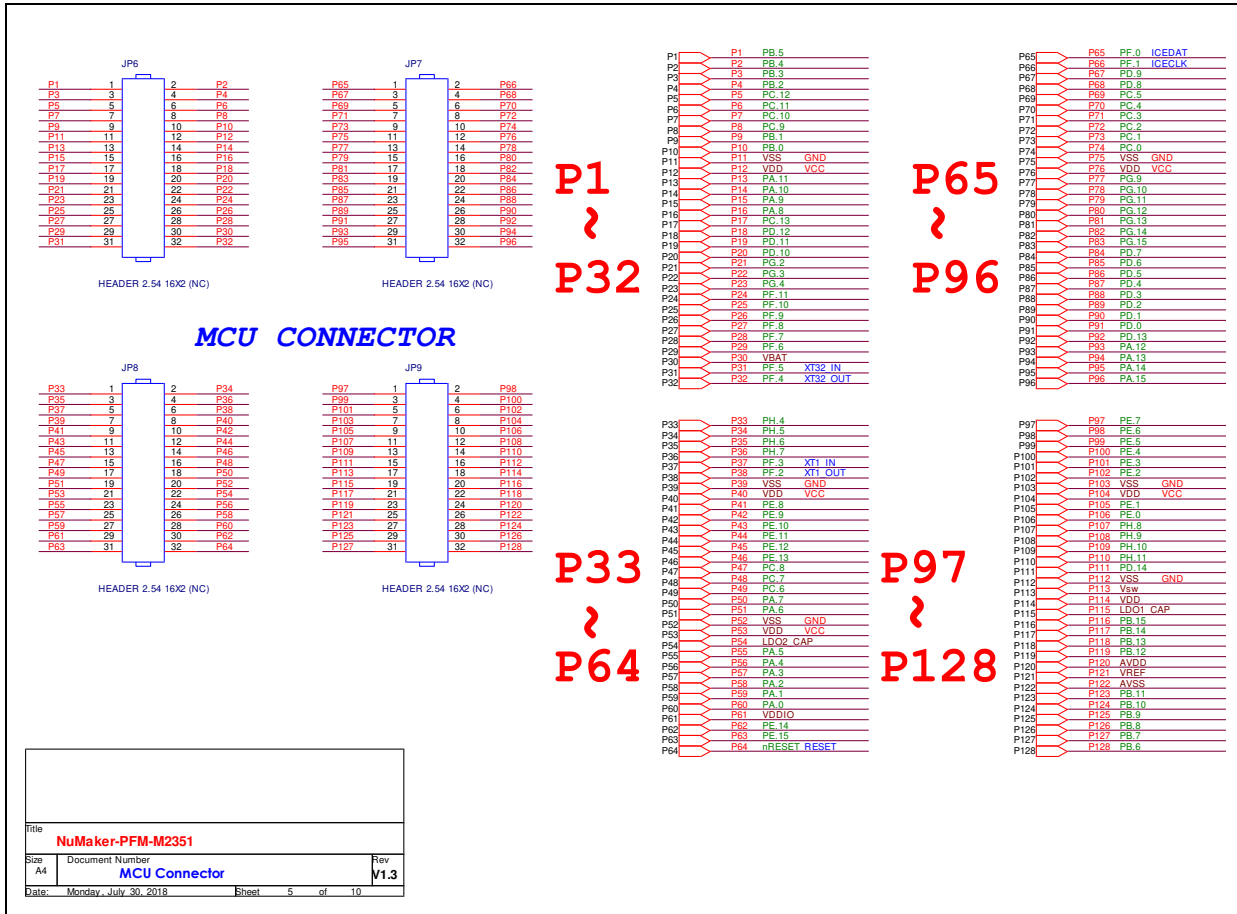 JP6
P1 1 2 P2
P3 3 4 P4
P5 5 6 P6
P7 7 8 P8
P9 9 10 P10
P11 11 12 P12
P13 13 14 P14
P15 15 16 P16
P17 17 18 P18
P19 19 20 P20
P21 21 22 P22
P23 23 24 P24
P25 25 26 P26
P27 27 28 P28
P29 29 30 P30
P31 31 32 P32
HEADER 2.54 16X2 (NC)
JP7
P65 1 2 P66
P67 3 4 P68
P69 5 6 P70
P71 7 8 P72
P73 9 10 P74
P75 11 12 P76
P77 13 14 P78
P79 15 16 P80
P81 17 18 P82
P83 19 20 P84
P85 21 22 P86
P87 23 24 P88
P89 25 26 P90
P91 27 28 P92
P93 29 30 P94
P95 31 32 P96
HEADER 2.54 16X2 (NC)
MCU CONNECTOR
JP8
P33 1 2 P34
P35 3 4 P36
P37 5 6 P38
P39 7 8 P40
P41 9 10 P42
P43 11 12 P44
P45 13 14 P46
P47 15 16 P48
P49 17 18 P50
P51 19 20 P52
P53 21 22 P54
P55 23 24 P56
P57 25 26 P58
P59 27 28 P60
P61 29 30 P62
P63 31 32 P64
HEADER 2.54 16X2 (NC)
JP9
P97 1 2 P98
P99 3 4 P100
P101 5 6 P102
P103 7 8 P104
P105 9 10 P106
P107 11 12 P108
P109 13 14 P110
P111 15 16 P112
P113 17 18 P114
P115 19 20 P116
P117 21 22 P118
P119 23 24 P120
P121 25 26 P122
P123 27 28 P124
P125 29 30 P126
P127 31 32 P128
HEADER 2.54 16X2 (NC)
P1
~
P32
P1 P1 PB.5
P2 P2 PB.4
P3 P3 PB.3
P4 P4 PB.2
P5 P5 PC.12
P6 P6 PC.11
P7 P7 PC.10
P8 P8 PC.9
P9 P9 PB.1
P10 P10 PB.0
P11 P11 VSS GND
P12 P12 VDD VCC
P13 P13 PA.11
P14 P14 PA.10
P15 P15 PA.9
P16 P16 PA.8
P17 P17 PC.13
P18 P18 PD.12
P19 P19 PD.11
P20 P20 PD.10
P21 P21 PG.2
P22 P22 PG.3
P23 P23 PG.4
P24 P24 PF.11
P25 P25 PF.10
P26 P26 PF.9
P27 P27 PF.8
P28 P28 PF.7
P29 P29 PF.6
P30 P30 VBAT
P31 P31 PF.5 XT32_IN
P32 P32 PF.4 XT32_OUT
P65
~
P96
P65 P65 PF.0 ICEDAT
P66 P66 PF.1 ICECLK
P67 P67 PD.9
P68 P68 PD.8
P69 P69 PC.5
P70 P70 PC.4
P71 P71 PC.3
P72 P72 PC.2
P73 P73 PC.1
P74 P74 PC.0
P75 P75 VSS GND
P76 P76 VDD VCC
P77 P77 PG.9
P78 P78 PG.10
P79 P79 PG.11
P80 P80 PG.12
P81 P81 PG.13
P82 P82 PG.14
P83 P83 PG.15
P84 P84 PD.7
P85 P85 PD.6
P86 P86 PD.5
P87 P87 PD.4
P88 P88 PD.3
P89 P89 PD.2
P90 P90 PD.1
P91 P91 PD.0
P92 P92 PD.13
P93 P93 PA.12
P94 P94 PA.13
P95 P95 PA.14
P96 P96 PA.15
P33
~
P64
P33 P33 PH.4
P34 P34 PH.5
P35 P35 PH.6
P36 P36 PH.7
P37 P37 PF.3 XT1_IN
P38 P38 PF.2 XT1_OUT
P39 P39 VSS GND
P40 P40 VDD VCC
P41 P41 PE.8
P42 P42 PE.9
P43 P43 PE.10
P44 P44 PE.11
P45 P45 PE.12
P46 P46 PE.13
P47 P47 PC.8
P48 P48 PC.7
P49 P49 PC.6
P50 P50 PA.7
P51 P51 PA.6
P52 P52 VSS GND
P53 P53 VDD VCC
P54 P54 LDO2_CAP
P55 P55 PA.5
P56 P56 PA.4
P57 P57 PA.3
P58 P58 PA.2
P59 P59 PA.1
P60 P60 PA.0
P61 P61 VDDIO
P62 P62 PE.14
P63 P63 PE.15
P64 P64 nRESET RESET
P97
~
P128
P97 P97 PE.7
P98 P98 PE.6
P99 P99 PE.5
P100 P100 PE.4
P101 P101 PE.3
P102 P102 PE.2
P103 P103 VSS GND
P104 P104 VDD VCC
P105 P105 PE.1
P106 P106 PE.0
P107 P107 PH.8
P108 P108 PH.9
P109 P109 PH.10
P110 P110 PH.11
P111 P111 PD.14
P112 P112 VSS GND
P113 P113 Vsw
P114 P114 VDD
P115 P115 LDO1_CAP
P116 P116 PB.15
P117 P117 PB.14
P118 P118 PB.13
P119 P119 PB.12
P120 P120 AVDD
P121 P121 VREF
P122 P122 AVSS
P123 P123 PB.11
P124 P124 PB.10
P125 P125 PB.9
P126 P126 PB.8
P127 P127 PB.7
P128 P128 PB.6
Title
NuMaker-PFM-M2351
Size Document Number Rev
A4 MCU Connector V1.3
Date: Monday, July 30, 2018 Sheet 5 of 10